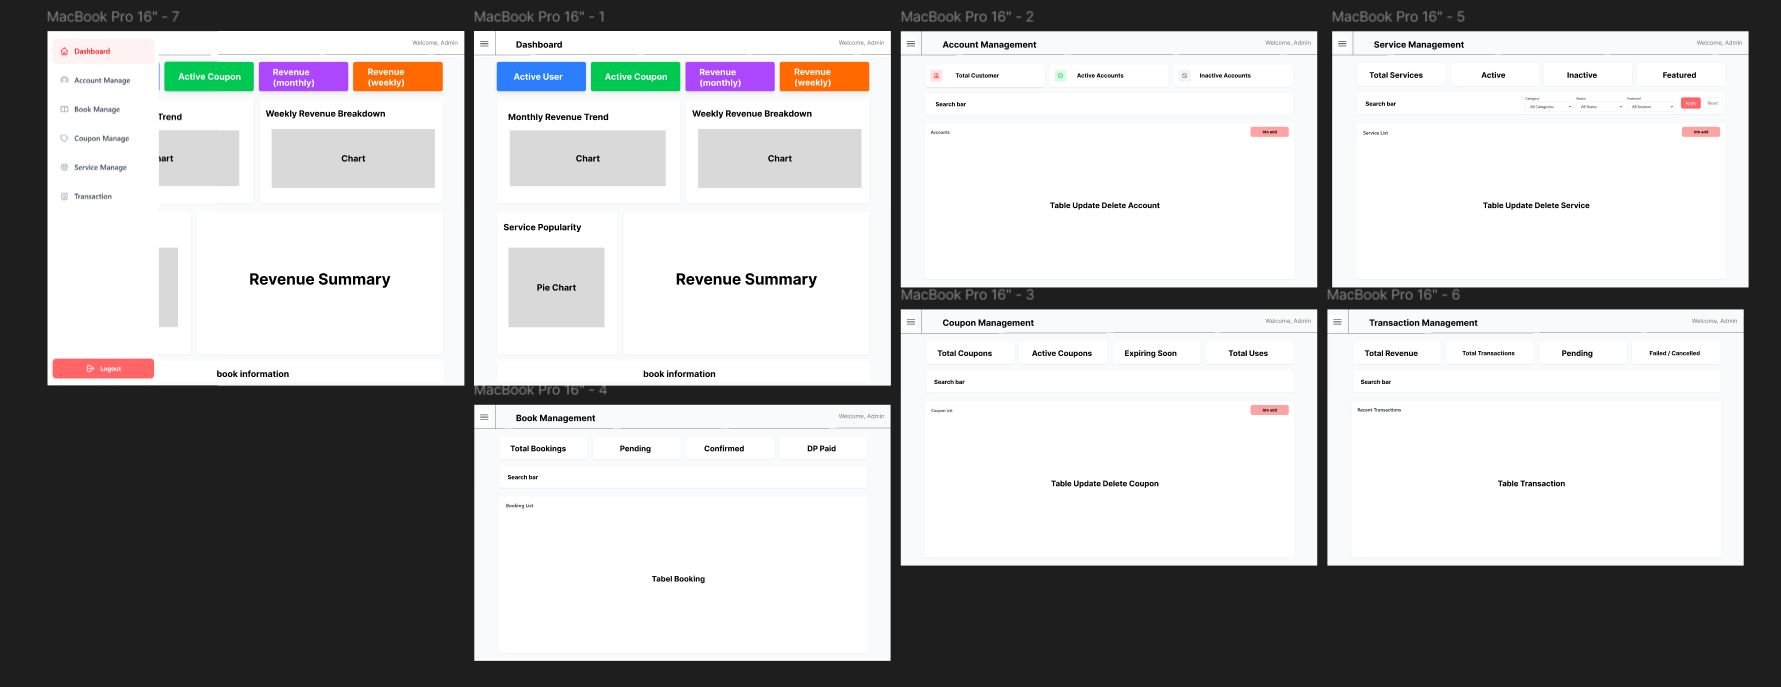 MacBook Pro 16" - 7
Dashboard
Account Manage
Book Manage
Coupon Manage
Service Manage
Transaction
Logout
Welcome, Admin
Active Coupon
Revenue
(monthly)
Revenue
(weekly)
Trend
hart
Weekly Revenue Breakdown
Chart
Revenue Summary
book information
MacBook Pro 16" - 1
Dashboard
Welcome, Admin
Active User
Active Coupon
Revenue
(monthly)
Revenue
(weekly)
Monthly Revenue Trend
Chart
Weekly Revenue Breakdown
Chart
Service Popularity
Pie Chart
Revenue Summary
book information
MacBook Pro 16" - 2
Account Management
Welcome, Admin
Total Customer
Active Accounts
Inactive Accounts
Search bar
Accounts
btn add
Table Update Delete Account
MacBook Pro 16" - 5
Service Management
Welcome, Admin
Total Services
Active
Inactive
Featured
Search bar
Category
All Categories
Status
All Status
Featured
All Services
Apply
Reset
Service List
btn add
Table Update Delete Service
MacBook Pro 16" - 3
Coupon Management
Welcome, Admin
Total Coupons
Active Coupons
Expiring Soon
Total Uses
Search bar
Coupon List
btn add
Table Update Delete Coupon
MacBook Pro 16" - 6
Transaction Management
Welcome, Admin
Total Revenue
Total Transactions
Pending
Failed / Cancelled
Search bar
Recent Transactions
Table Transaction
MacBook Pro 16" - 4
Book Management
Welcome, Admin
Total Bookings
Pending
Confirmed
DP Paid
Search bar
Booking List
Tabel Booking